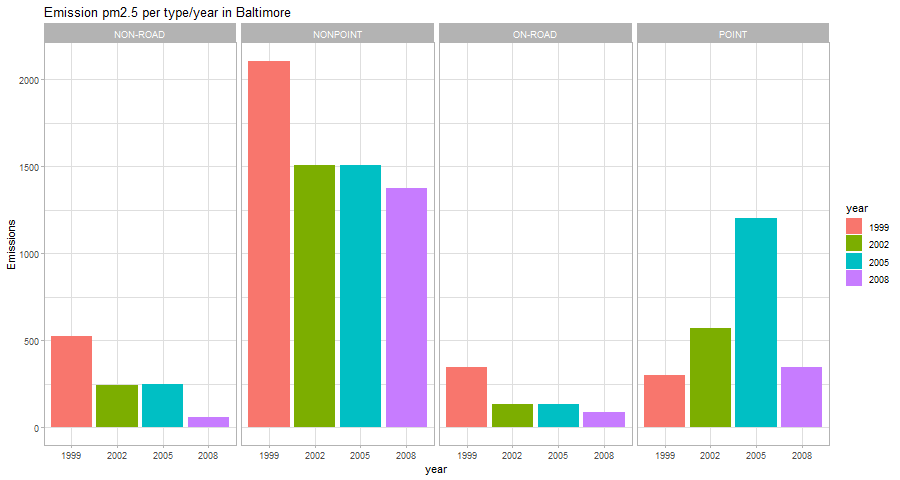 Emission pm2.5 per type/year in Baltimore
NON-ROAD NONPOINT ON-ROAD POINT
2000
1500
1000
500
0
Emissions
1999 2002 2005 2008 1999 2002 2005 2008 1999 2002 2005 2008 1999 2002 2005 2008
year
year
1999
2002
2005
2008